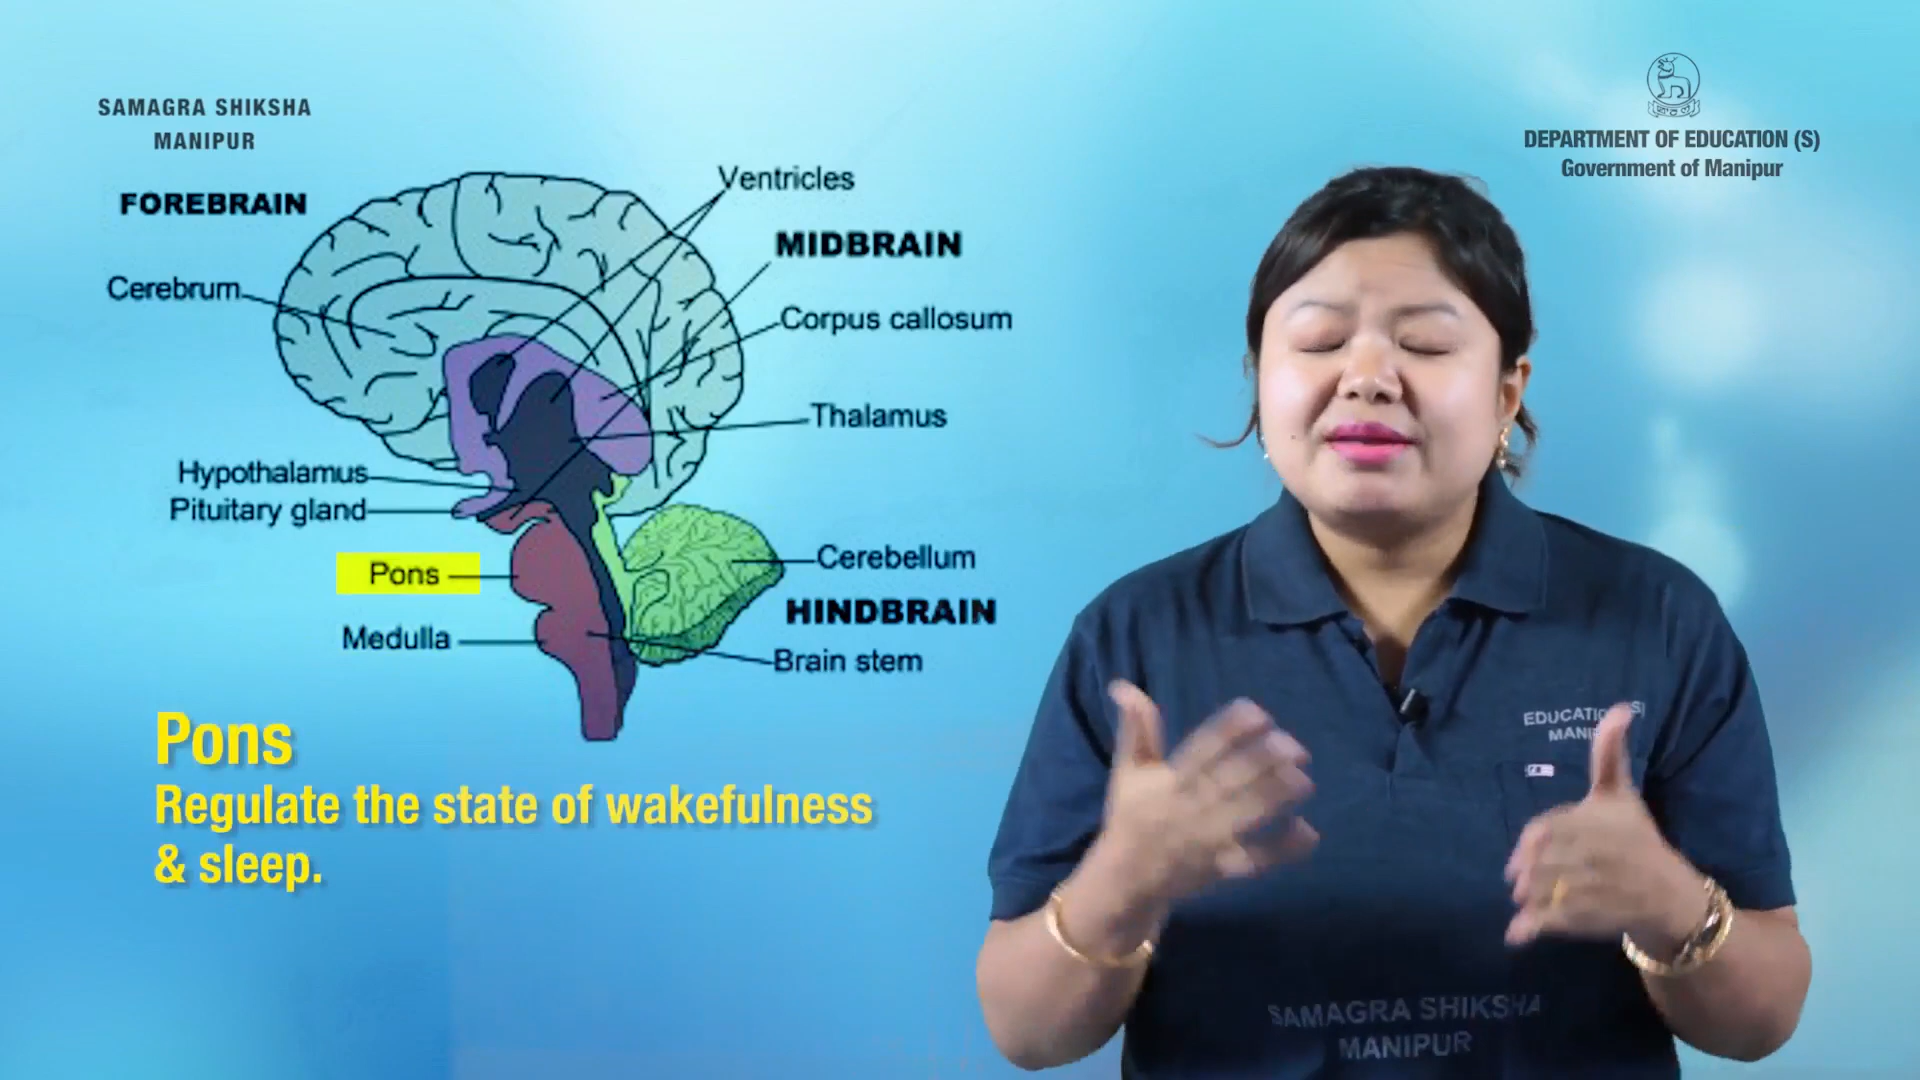 SAMAGRA SHIKSHA
MANIPUR
DEPARTMENT OF EDUCATION (S)
Government of Manipur
FOREBRAIN
Ventricles
MIDBRAIN
Cerebrum
Corpus callosum
Thalamus
Hypothalamus
Pituitary gland
Pons
Cerebellum
HINDBRAIN
Medulla
Brain stem
Pons
Regulate the state of wakefulness
& sleep.
SAMAGRA SHIKSHA
MANIPUR